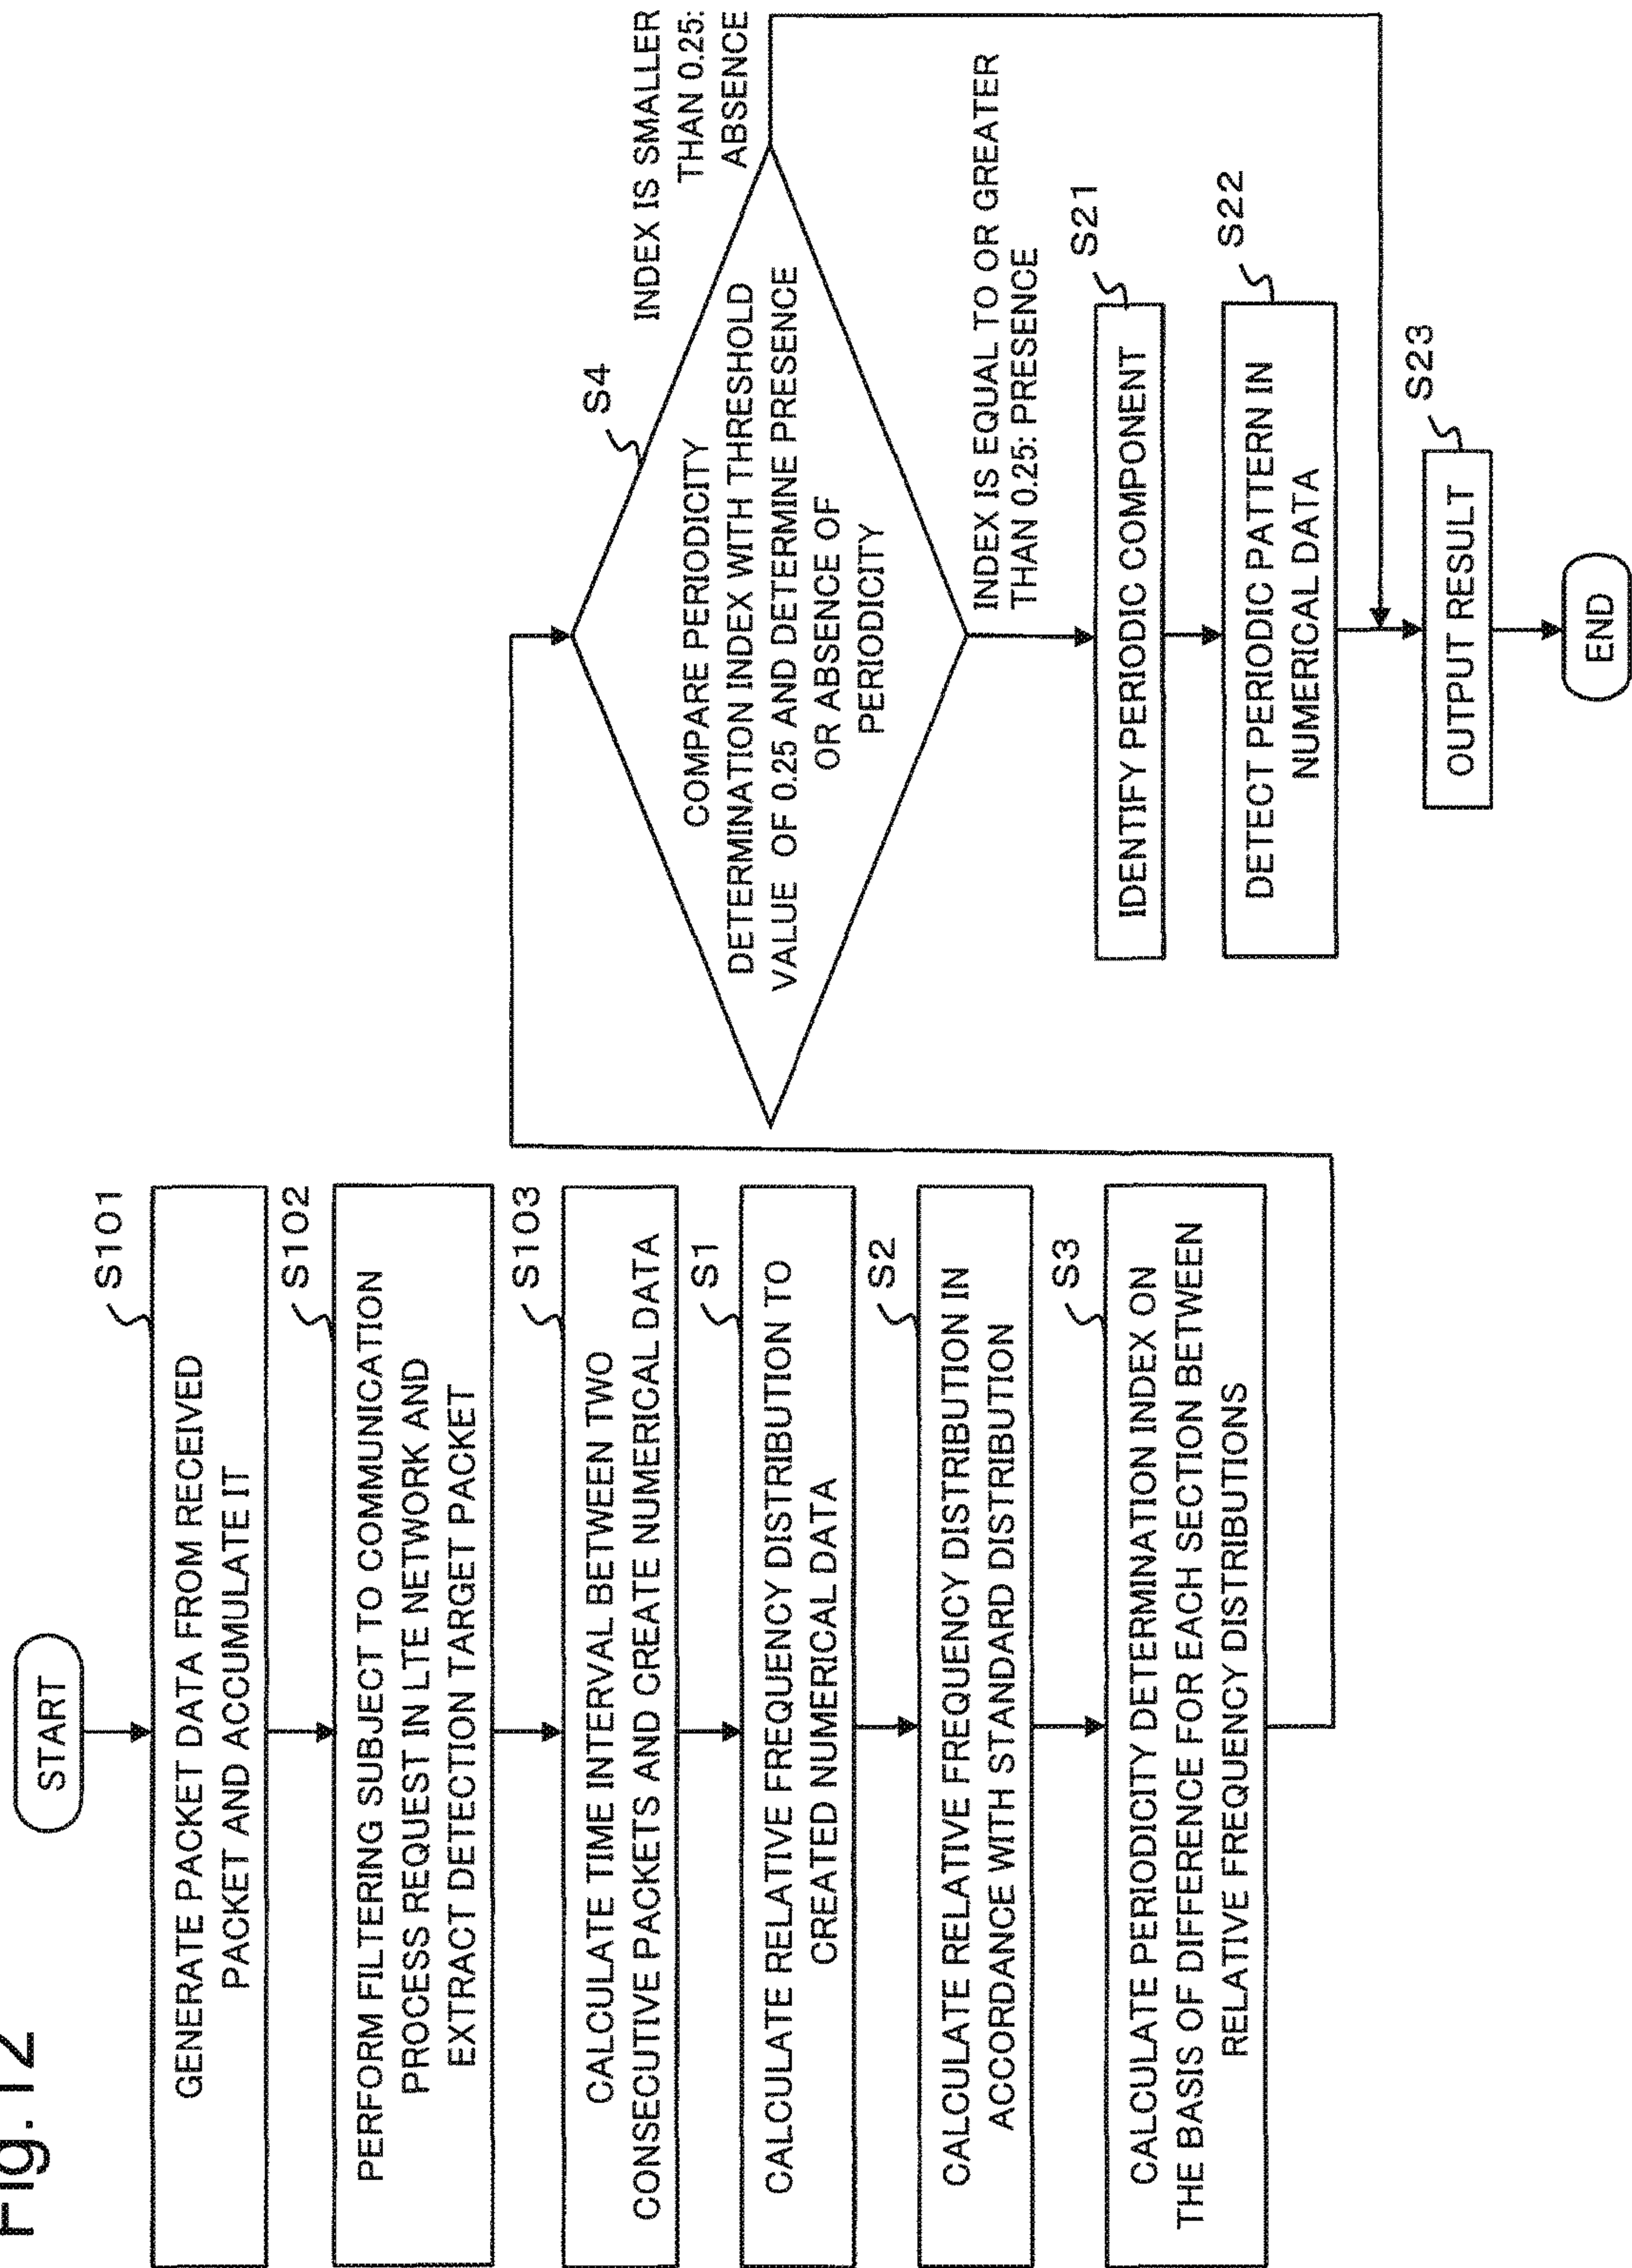 Fig.12
START
S101
GENERATE PACKET DATA FROM RECEIVED
PACKET AND ACCUMULATE IT
S102
PERFORM FILTERING SUBJECT TO COMMUNICATION
PROCESS REQUEST IN LTE NETWORK AND
EXTRACT DETECTION TARGET PACKET
S103
CALCULATE TIME INTERVAL BETWEEN TWO
CONSECUTIVE PACKETS AND CREATE NUMERICAL DATA
S1
CALCULATE RELATIVE FREQUENCY DISTRIBUTION TO
CREATED NUMERICAL DATA
S2
CALCULATE RELATIVE FREQUENCY DISTRIBUTION IN
ACCORDANCE WITH STANDARD DISTRIBUTION
S3
CALCULATE PERIODICITY DETERMINATION INDEX ON
THE BASIS OF DIFFERENCE FOR EACH SECTION BETWEEN
RELATIVE FREQUENCY DISTRIBUTIONS
S4
COMPARE PERIODICITY
DETERMINATION INDEX WITH THRESHOLD
VALUE OF 0.25 AND DETERMINE PRESENCE
OR ABSENCE OF
PERIODICITY
INDEX IS SMALLER
THAN 0.25:
ABSENCE
INDEX IS EQUAL TO OR GREATER
THAN 0.25: PRESENCE
S21
IDENTIFY PERIODIC COMPONENT
S22
DETECT PERIODIC PATTERN IN
NUMERICAL DATA
S23
OUTPUT RESULT
END